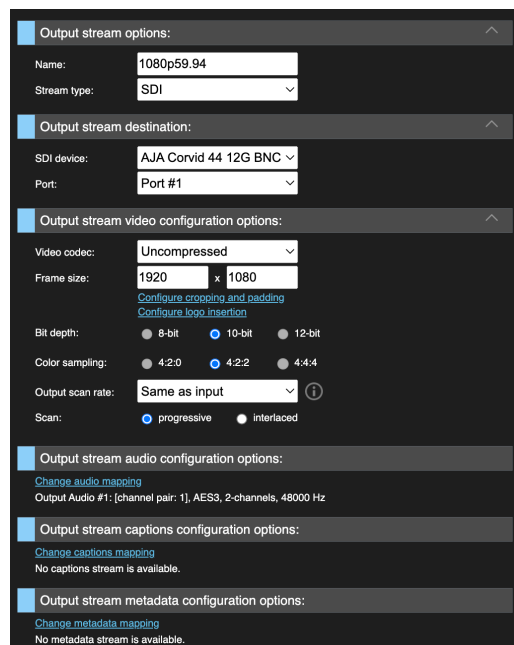 Output stream options:
Name: 1080p59.94
Stream type: SDI
Output stream destination:
SDI device: AJA Corvid 44 12G BNC
Port: Port #1
Output stream video configuration options:
Video codec: Uncompressed
Frame size: 1920 x 1080
Configure cropping and padding
Configure logo insertion
Bit depth: 8-bit 10-bit 12-bit
Color sampling: 4:2:0 4:2:2 4:4:4
Output scan rate: Same as input
Scan: progressive interlaced
Output stream audio configuration options:
Change audio mapping
Output Audio #1: [channel pair: 1], AES3, 2-channels, 48000 Hz
Output stream captions configuration options:
Change captions mapping
No captions stream is available.
Output stream metadata configuration options:
Change metadata mapping
No metadata stream is available.